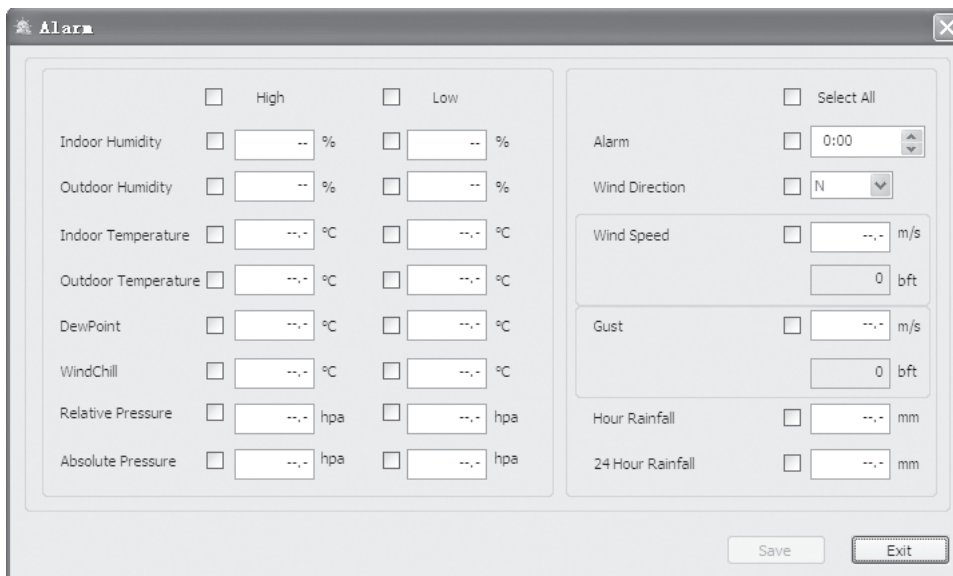 Alarm
High Low
Indoor Humidity -- % -- %
Outdoor Humidity -- % -- %
Indoor Temperature --.- °C --.- °C
Outdoor Temperature --.- °C --.- °C
DewPoint --.- °C --.- °C
WindChill --.- °C --.- °C
Relative Pressure --.- hpa --.- hpa
Absolute Pressure --.- hpa --.- hpa
Select All
Alarm 0:00
Wind Direction N
Wind Speed --.- m/s
0 bft
Gust --.- m/s
0 bft
Hour Rainfall --.- mm
24 Hour Rainfall --.- mm
Save Exit